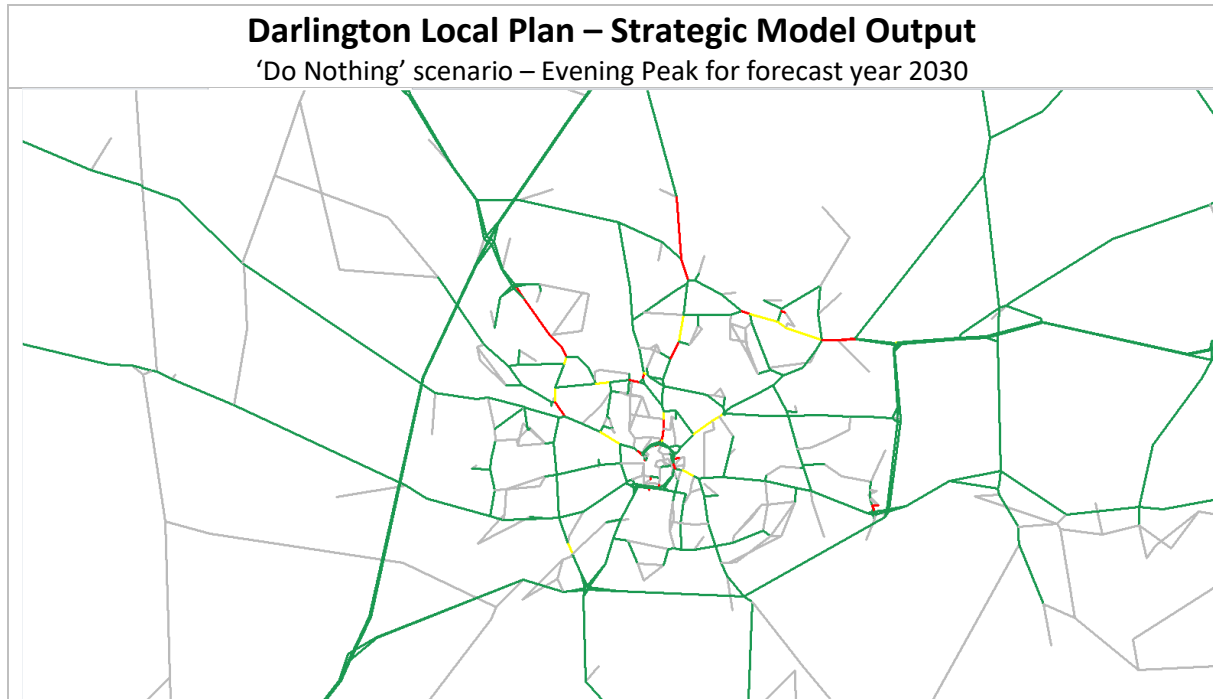 Darlington Local Plan – Strategic Model Output
‘Do Nothing’ scenario – Evening Peak for forecast year 2030